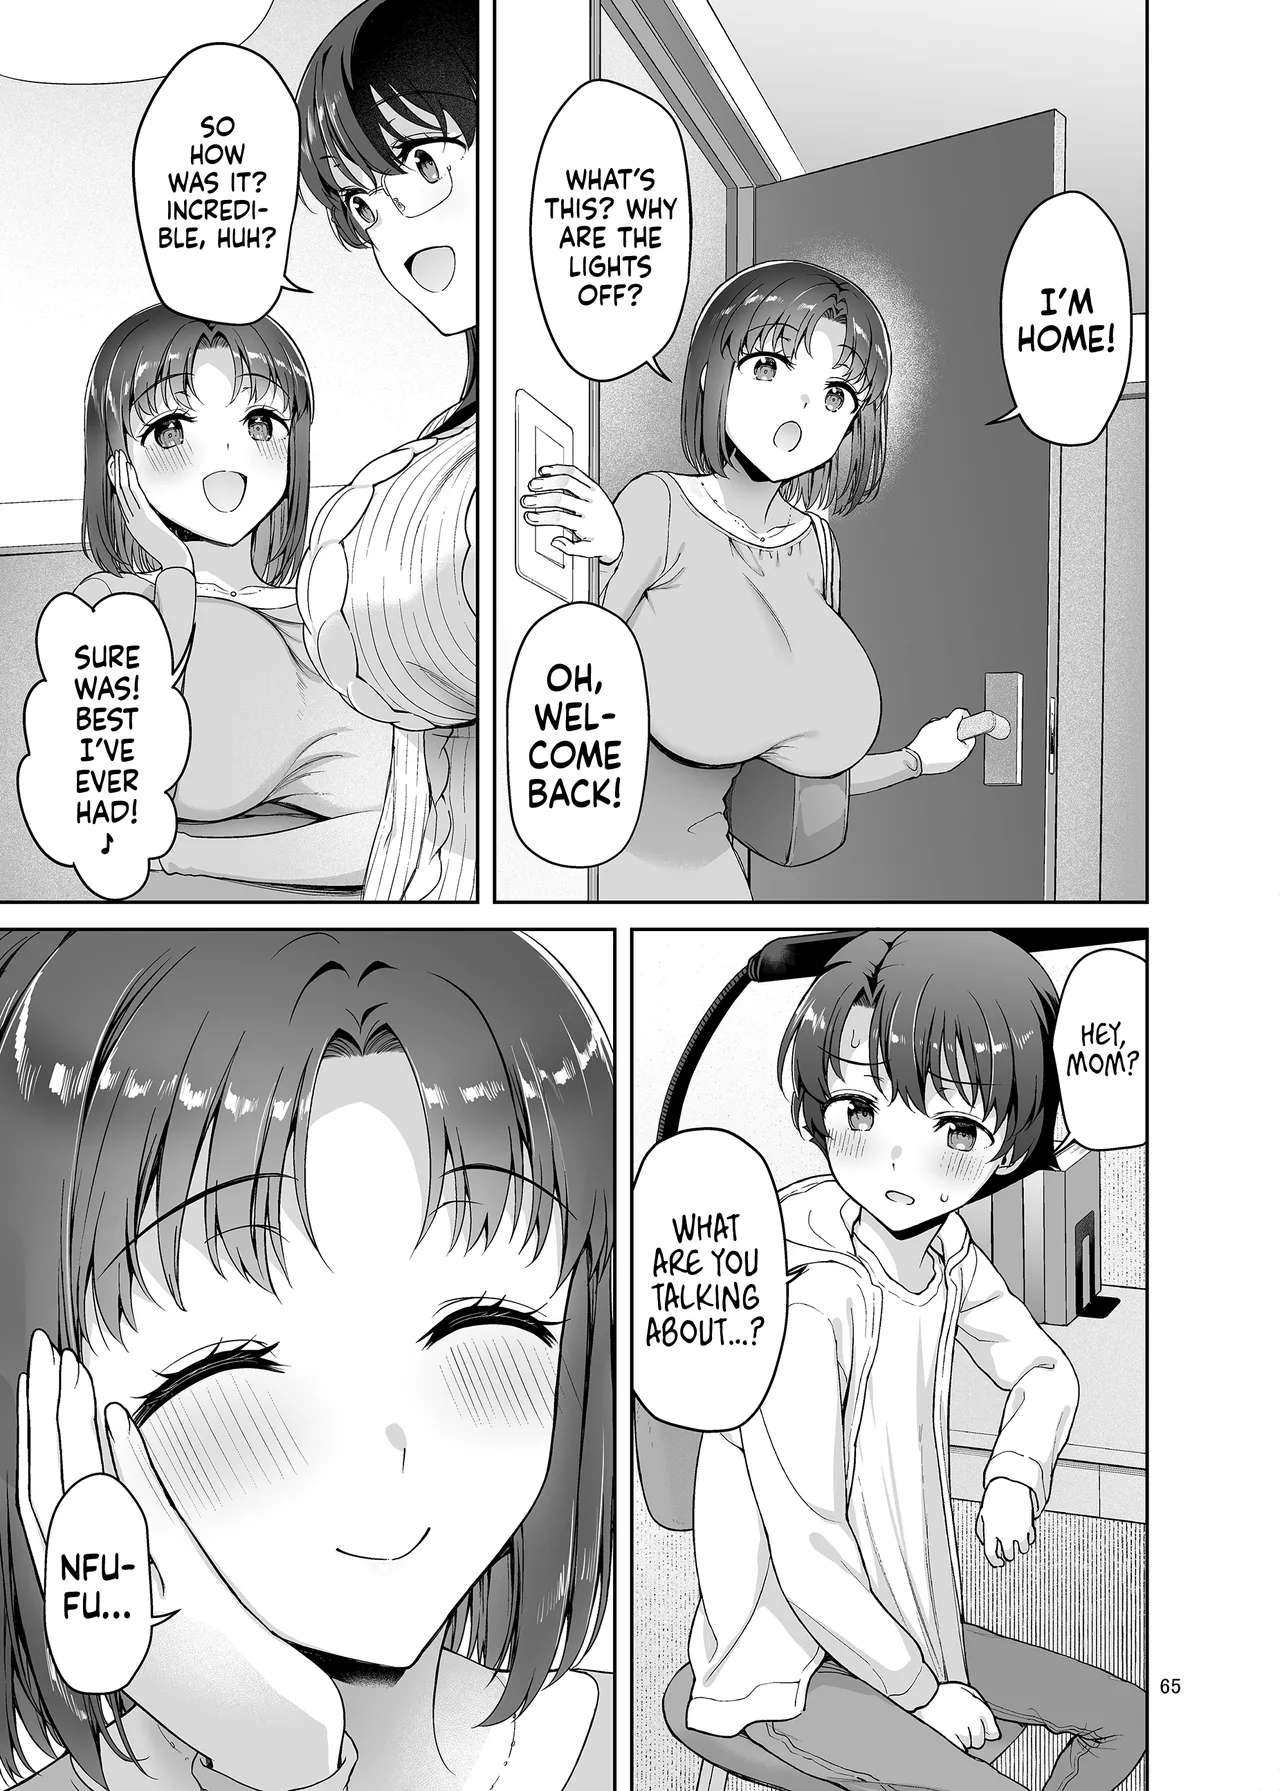 I'M
HOME!
WHAT'S
THIS? WHY
ARE THE
LIGHTS
OFF?
OH,
WEL-
COME
BACK!
SO
HOW
WAS IT?
INCREDI-
BLE, HUH?
SURE
WAS!
BEST
I'VE
EVER
HAD!
♪
HEY,
MOM?
WHAT
ARE YOU
TALKING
ABOUT...?
NFU-
FU...
65